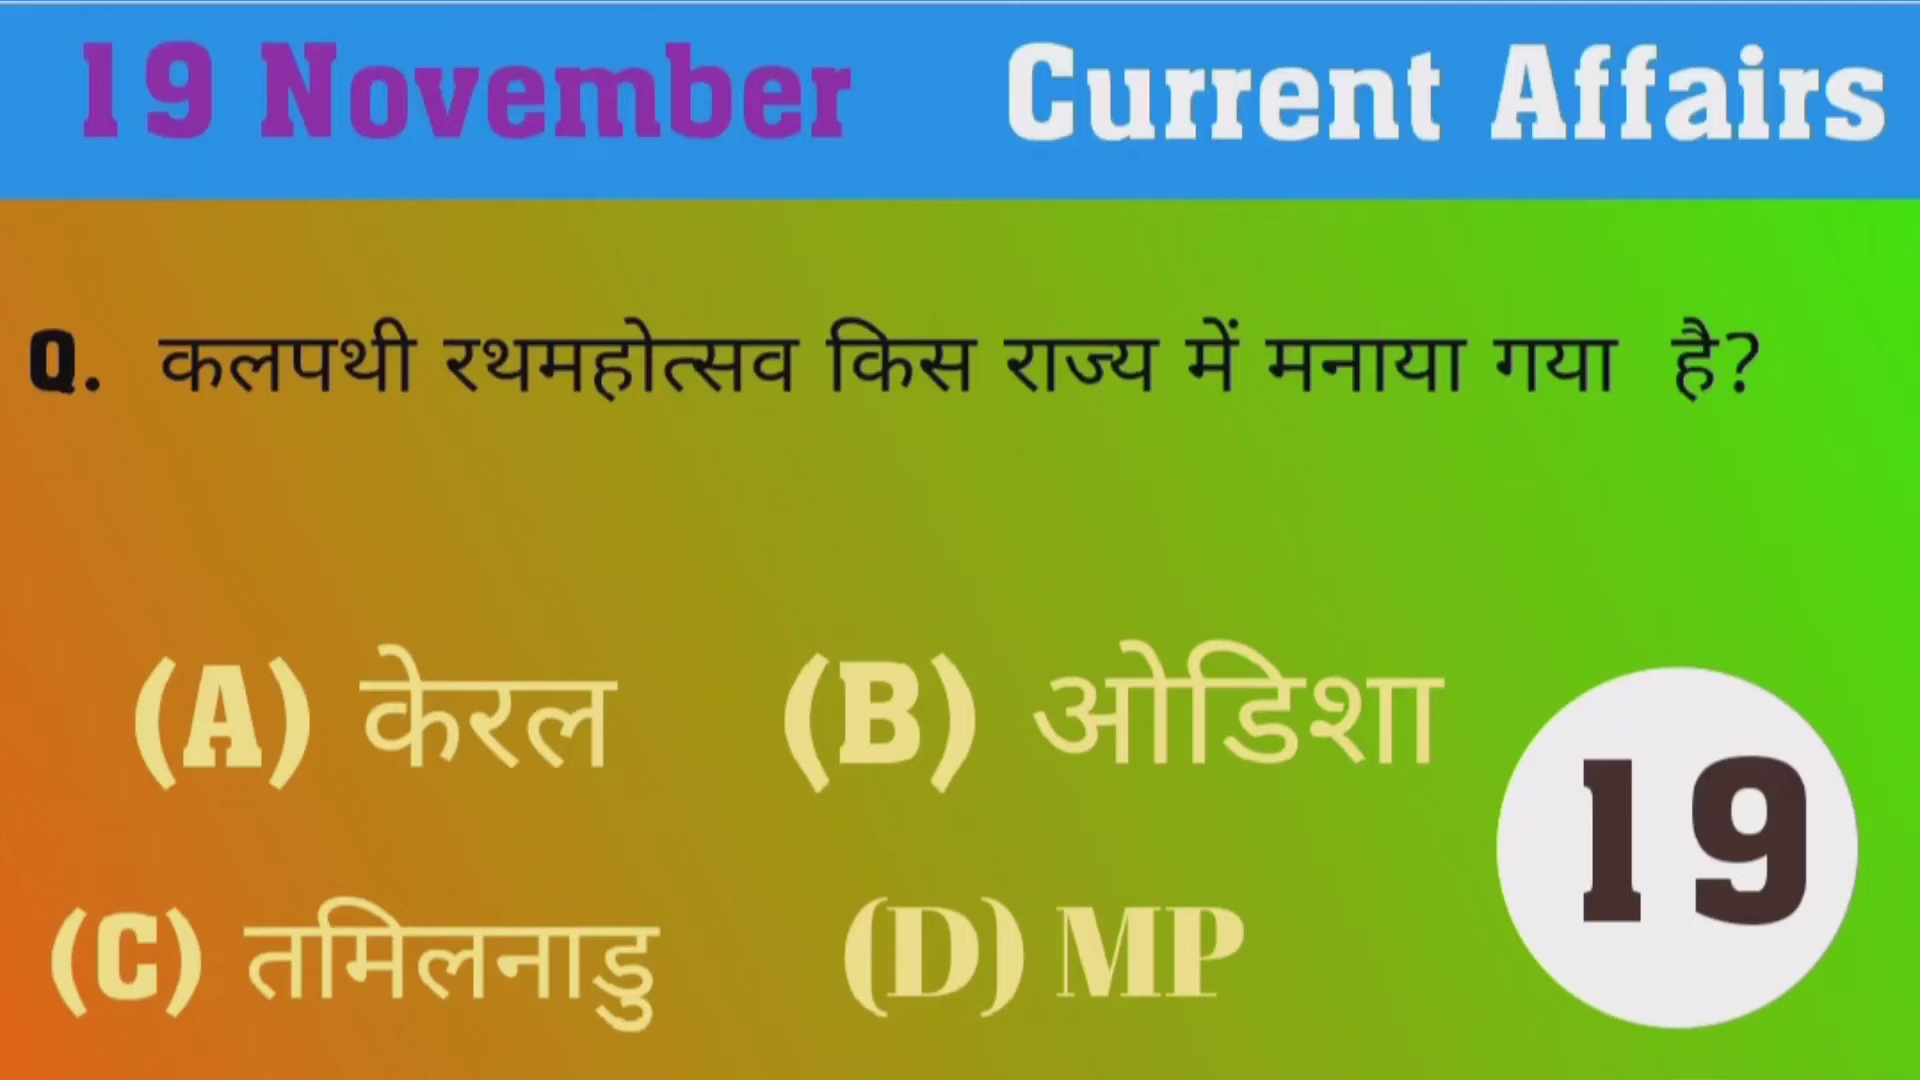 19 November Current Affairs
Q. कलपथी रथमहोत्सव किस राज्य में मनाया गया है?
(A) केरल (B) ओडिशा
(C) तमिलनाडु (D) MP
19